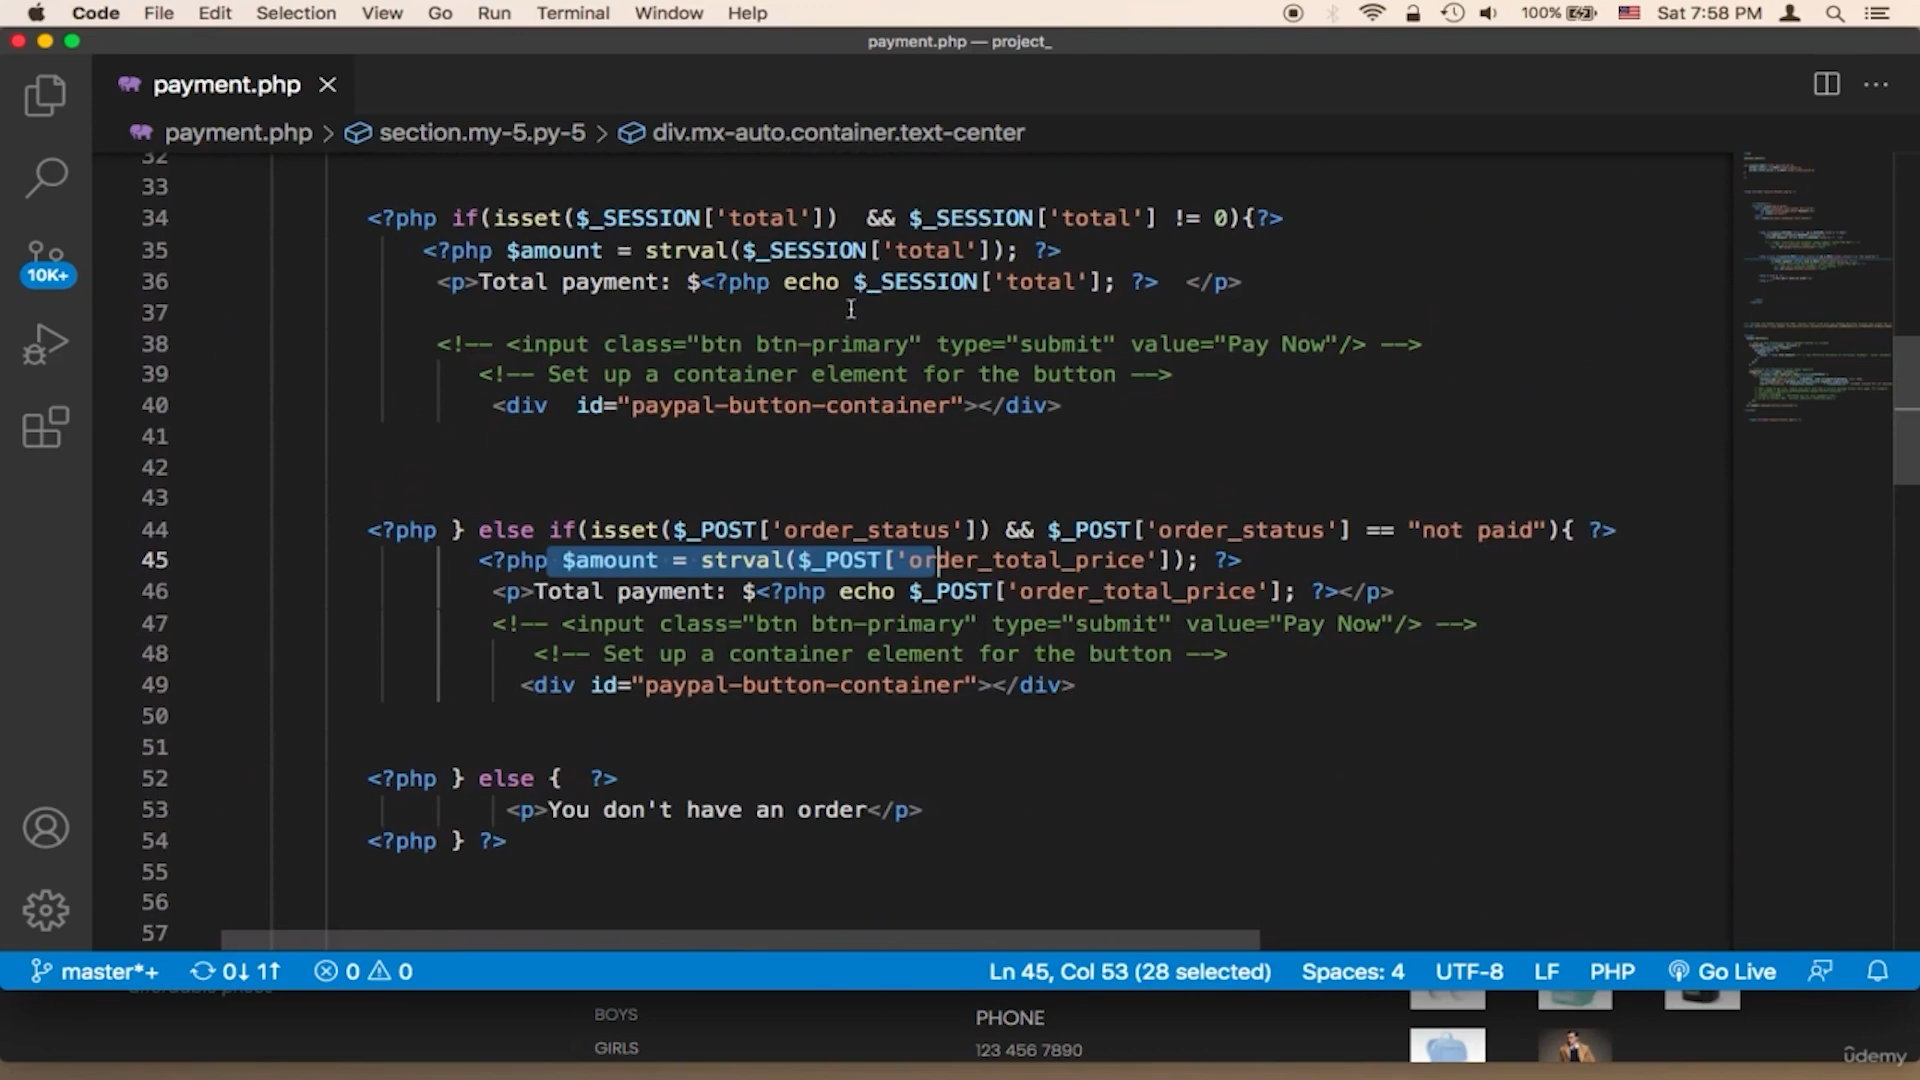 Code File Edit Selection View Go Run Terminal Window Help 100% Sat 7:58 PM
payment.php — project_
payment.php
payment.php > section.my-5.py-5 > div.mx-auto.container.text-center
32
33
34 <?php if(isset($_SESSION['total']) && $_SESSION['total'] != 0){?>
35 <?php $amount = strval($_SESSION['total']); ?>
36 <p>Total payment: $<?php echo $_SESSION['total']; ?> </p>
37
38 <!-- <input class="btn btn-primary" type="submit" value="Pay Now"/> -->
39 <!-- Set up a container element for the button -->
40 <div id="paypal-button-container"></div>
41
42
43
44 <?php } else if(isset($_POST['order_status']) && $_POST['order_status'] == "not paid"){ ?>
45 <?php $amount = strval($_POST['order_total_price']); ?>
46 <p>Total payment: $<?php echo $_POST['order_total_price']; ?></p>
47 <!-- <input class="btn btn-primary" type="submit" value="Pay Now"/> -->
48 <!-- Set up a container element for the button -->
49 <div id="paypal-button-container"></div>
50
51
52 <?php } else { ?>
53 <p>You don't have an order</p>
54 <?php } ?>
55
56
57
10K+
master*+ 0↓ 1↑ 0 0 Ln 45, Col 53 (28 selected) Spaces: 4 UTF-8 LF PHP Go Live
BOYS PHONE
GIRLS 123 456 7890
ûdemy